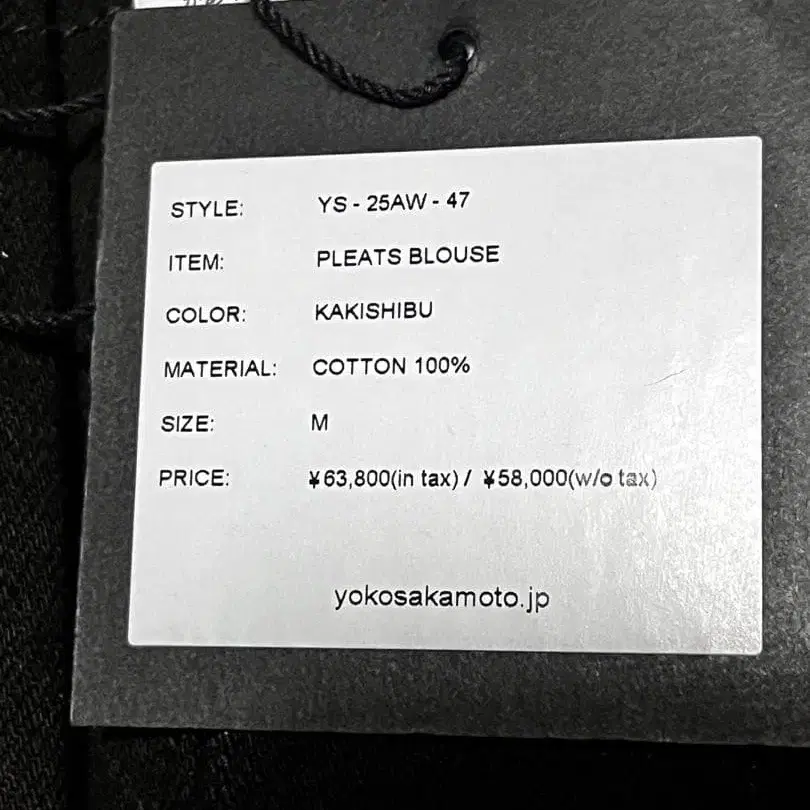 STYLE: YS - 25AW - 47
ITEM: PLEATS BLOUSE
COLOR: KAKISHIBU
MATERIAL: COTTON 100%
SIZE: M
PRICE: ¥63,800(in tax) / ¥58,000(w/o tax)
yokosakamoto.jp